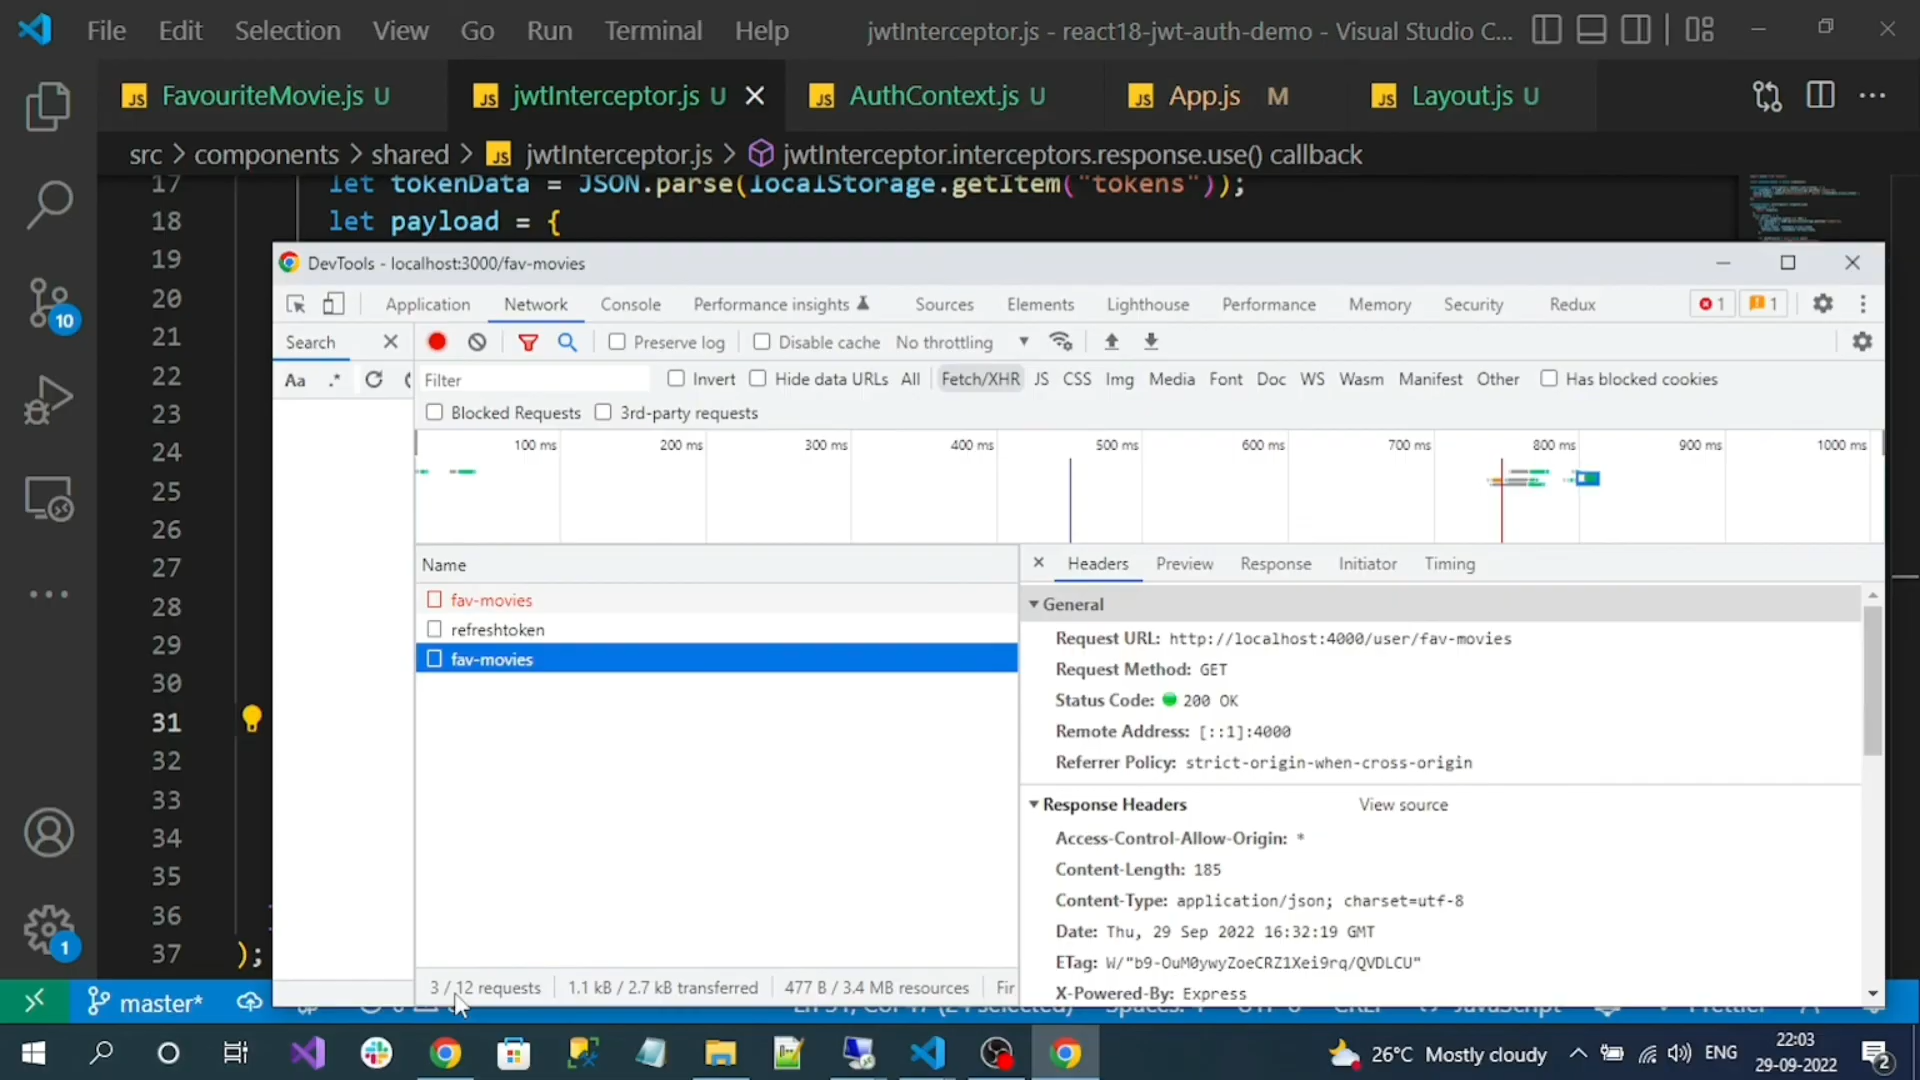 File Edit Selection View Go Run Terminal Help jwtInterceptor.js - react18-jwt-auth-demo - Visual Studio C...
JS FavouriteMovie.js U JS jwtInterceptor.js U JS AuthContext.js U JS App.js M JS Layout.js U
src > components > shared > JS jwtInterceptor.js > jwtInterceptor.interceptors.response.use() callback
17 let tokenData = JSON.parse(localStorage.getItem("tokens"));
18 let payload = {
19
20
21
22
23
24
25
26
27
28
29
30
31
32
33
34
35
36
37 );
10
1
DevTools - localhost:3000/fav-movies
Application Network Console Performance insights Sources Elements Lighthouse Performance Memory Security Redux 1 1
Search Preserve log Disable cache No throttling
Aa .* Filter Invert Hide data URLs All Fetch/XHR JS CSS Img Media Font Doc WS Wasm Manifest Other Has blocked cookies
Blocked Requests 3rd-party requests
100 ms 200 ms 300 ms 400 ms 500 ms 600 ms 700 ms 800 ms 900 ms 1000 ms
Name
fav-movies
refreshtoken
fav-movies
3 / 12 requests 1.1 kB / 2.7 kB transferred 477 B / 3.4 MB resources Fir
Headers Preview Response Initiator Timing
General
Request URL: http://localhost:4000/user/fav-movies
Request Method: GET
Status Code: 200 OK
Remote Address: [::1]:4000
Referrer Policy: strict-origin-when-cross-origin
Response Headers View source
Access-Control-Allow-Origin: *
Content-Length: 185
Content-Type: application/json; charset=utf-8
Date: Thu, 29 Sep 2022 16:32:19 GMT
ETag: W/"b9-OuM0ywyZoeCRZ1Xei9rq/QVDLCU"
X-Powered-By: Express
master*
26°C Mostly cloudy ENG 22:03
29-09-2022 2